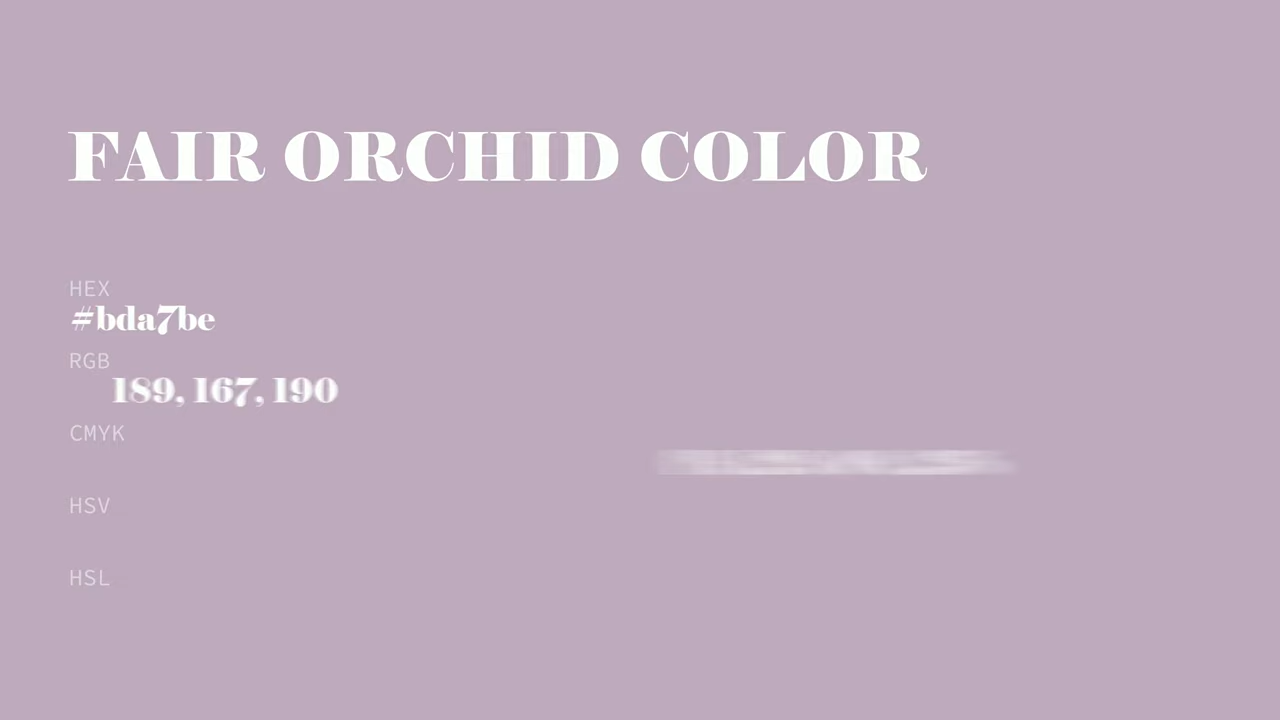 FAIR ORCHID COLOR
HEX
#bda7be
RGB
189, 167, 190
CMYK
HSV
HSL